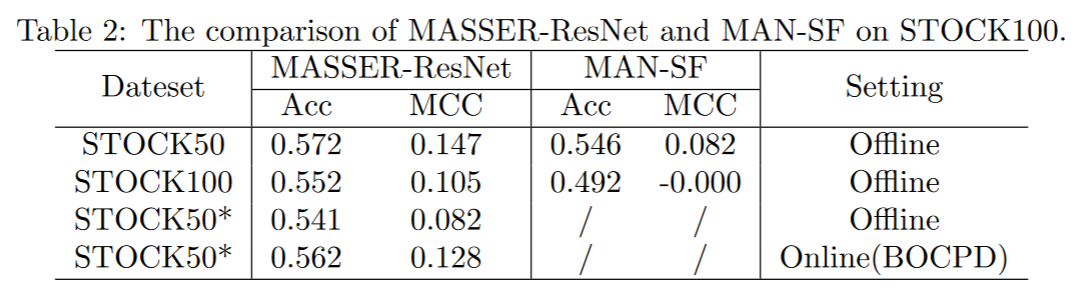 Table 2: The comparison of MASSER-ResNet and MAN-SF on STOCK100.
Dateset MASSER-ResNet MAN-SF Setting
Acc MCC Acc MCC
STOCK50 0.572 0.147 0.546 0.082 Offline
STOCK100 0.552 0.105 0.492 -0.000 Offline
STOCK50* 0.541 0.082 / / Offline
STOCK50* 0.562 0.128 / / Online(BOCPD)